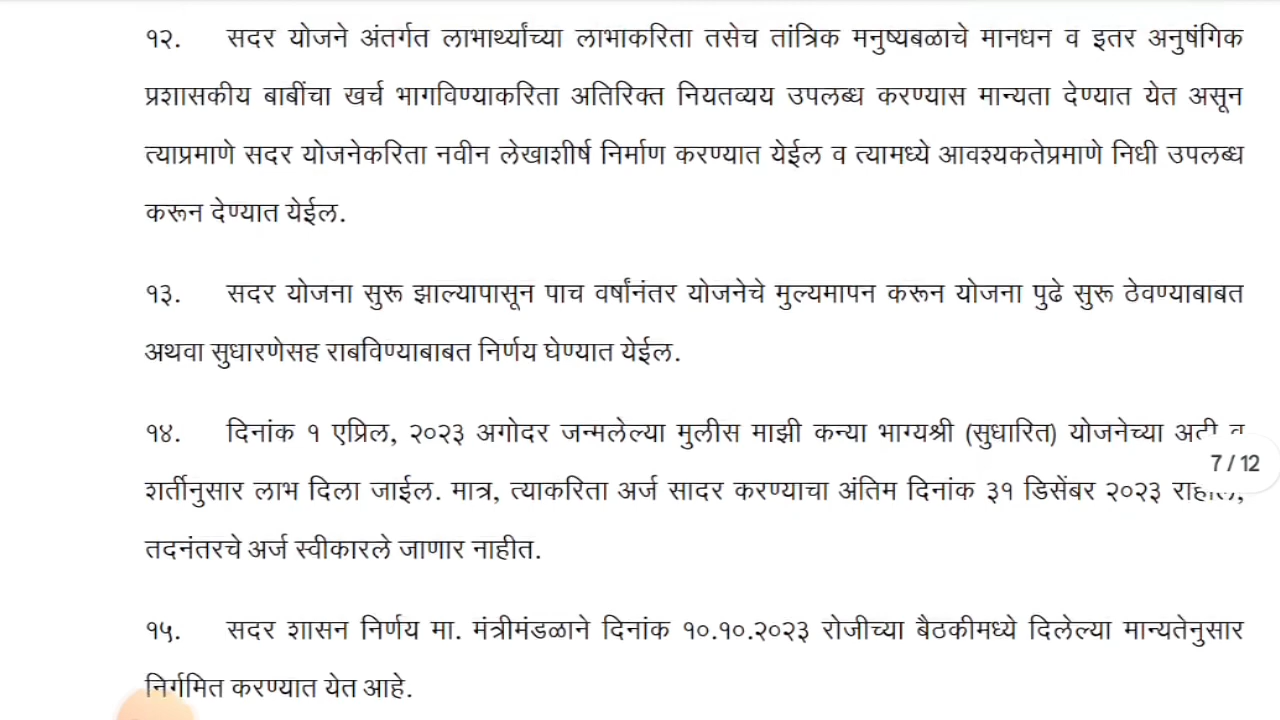 १२. सदर योजने अंतर्गत लाभार्थ्यांच्या लाभाकरिता तसेच तांत्रिक मनुष्यबळाचे मानधन व इतर अनुषंगिक
प्रशासकीय बाबींचा खर्च भागविण्याकरिता अतिरिक्त नियतव्यय उपलब्ध करण्यास मान्यता देण्यात येत असून
त्याप्रमाणे सदर योजनेकरिता नवीन लेखाशीर्ष निर्माण करण्यात येईल व त्यामध्ये आवश्यकतेप्रमाणे निधी उपलब्ध
करून देण्यात येईल.
१३. सदर योजना सुरू झाल्यापासून पाच वर्षांनंतर योजनेचे मुल्यमापन करून योजना पुढे सुरू ठेवण्याबाबत
अथवा सुधारणेसह राबविण्याबाबत निर्णय घेण्यात येईल.
१४. दिनांक १ एप्रिल, २०२३ अगोदर जन्मलेल्या मुलीस माझी कन्या भाग्यश्री (सुधारित) योजनेच्या अटी व
7 / 12
शर्तीनुसार लाभ दिला जाईल. मात्र, त्याकरिता अर्ज सादर करण्याचा अंतिम दिनांक ३१ डिसेंबर २०२३ राहील,
तदनंतरचे अर्ज स्वीकारले जाणार नाहीत.
१५. सदर शासन निर्णय मा. मंत्रीमंडळाने दिनांक १०.१०.२०२३ रोजीच्या बैठकीमध्ये दिलेल्या मान्यतेनुसार
निर्गमित करण्यात येत आहे.